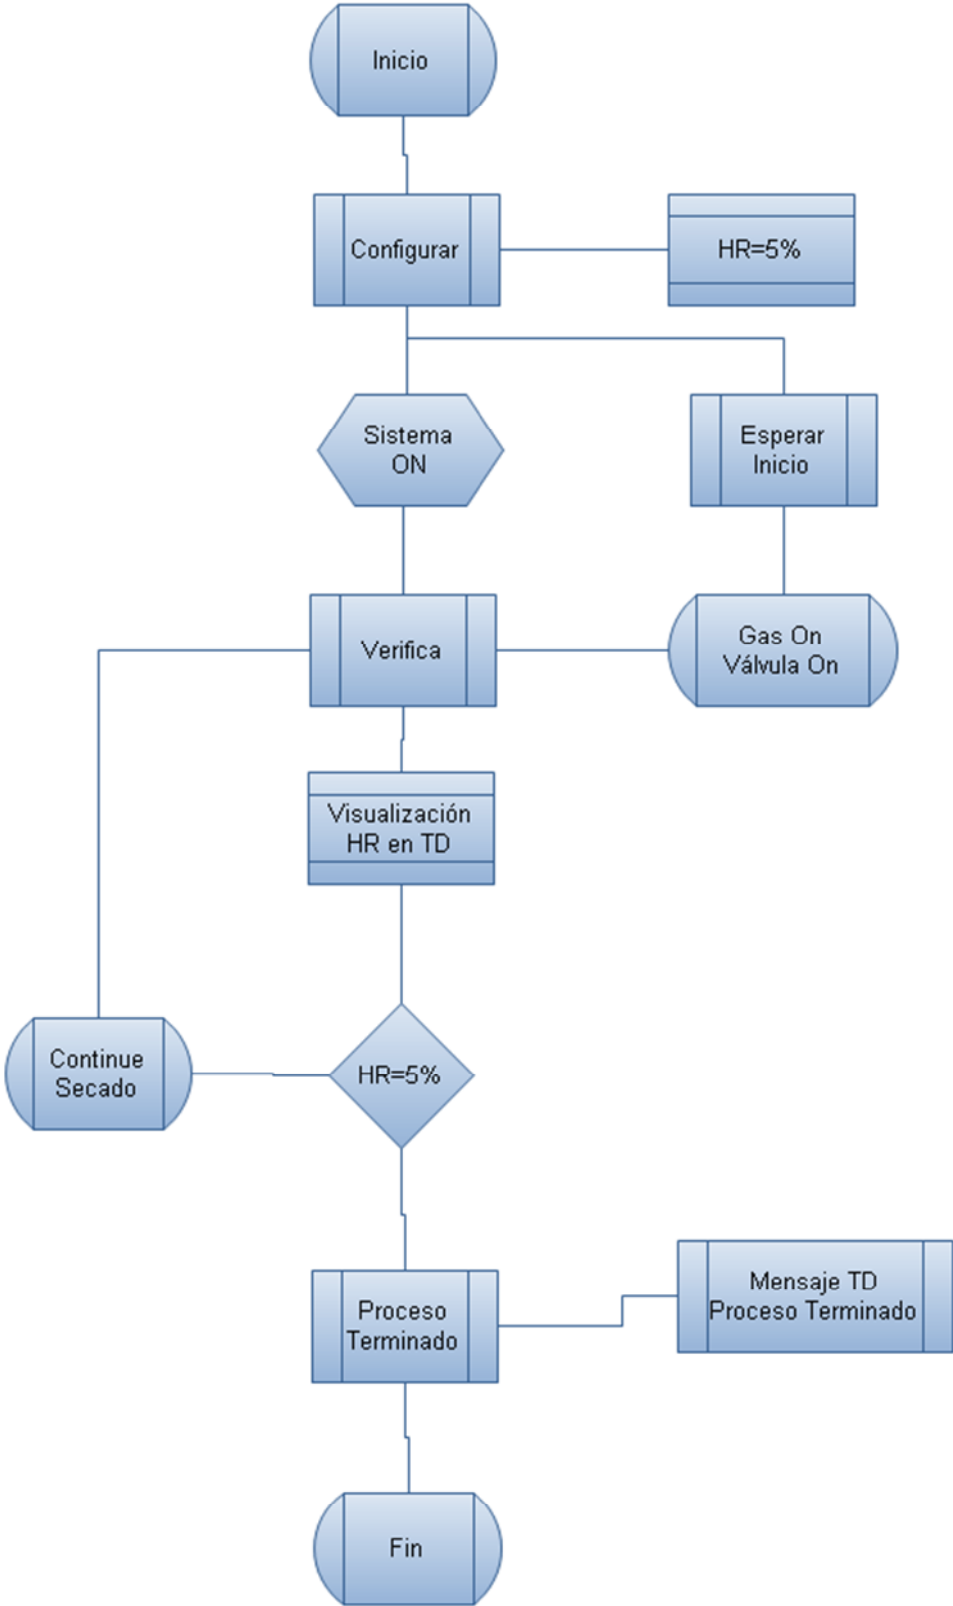 Inicio
Configurar
HR=5%
Sistema
ON
Esperar
Inicio
Verifica
Gas On
Válvula On
Visualización
HR en TD
Continue
Secado
HR=5%
Proceso
Terminado
Mensaje TD
Proceso Terminado
Fin